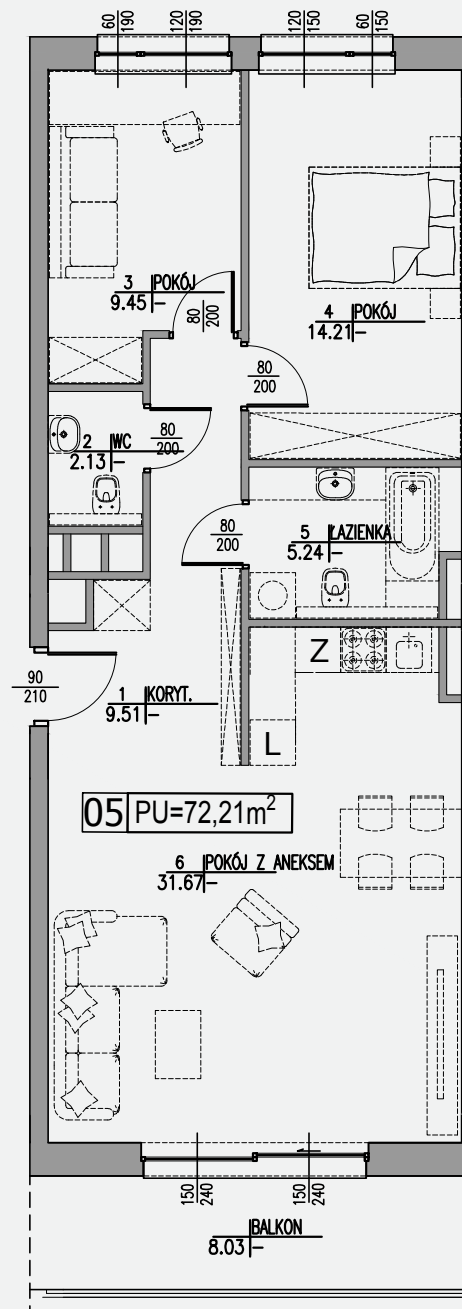 60
190
120
190
120
150
60
150
3 POKÓJ
9.45 -
80
200
4 POKÓJ
14.21 -
80
200
2 WC
2.13 -
80
200
5 ŁAZIENKA
5.24 -
80
200
Z
90
210
1 KORYT.
9.51 -
L
05 PU=72,21m²
6 POKÓJ Z ANEKSEM
31.67 -
150
240
150
240
BALKON
8.03 -